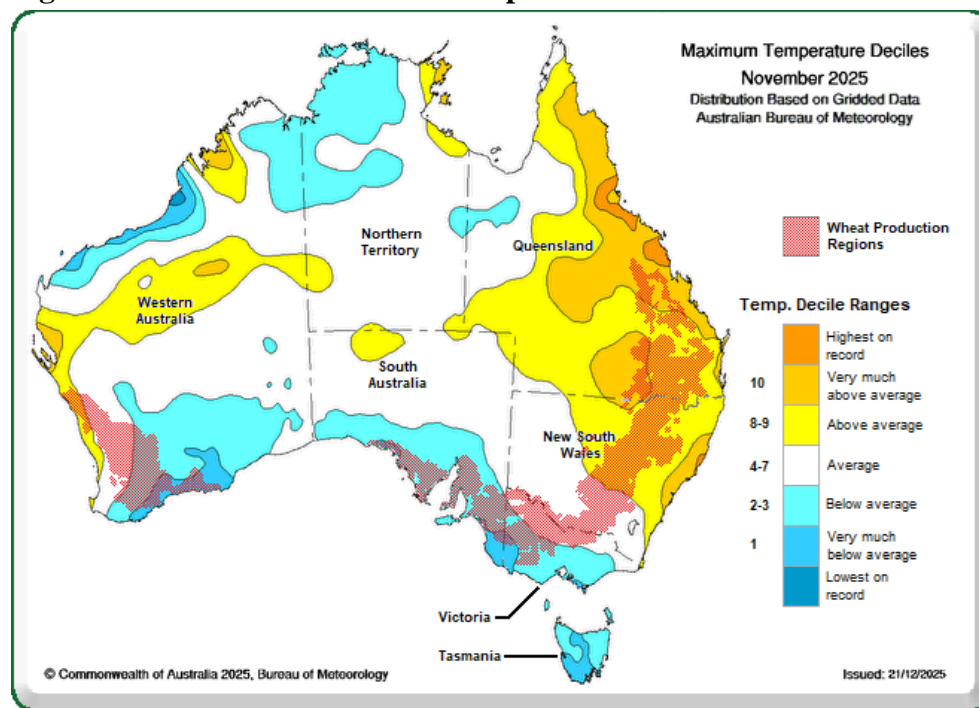 Maximum Temperature Deciles
November 2025
Distribution Based on Gridded Data
Australian Bureau of Meteorology
Wheat Production
Regions
Northern
Territory
Queensland
Western
Australia
South
Australia
New South
Wales
Temp. Decile Ranges
Highest on
record
10
Very much
above average
8-9
Above average
4-7
Average
2-3
Below average
1
Very much
below average
Lowest on
record
Victoria
Tasmania
© Commonwealth of Australia 2025, Bureau of Meteorology
Issued: 21/12/2025